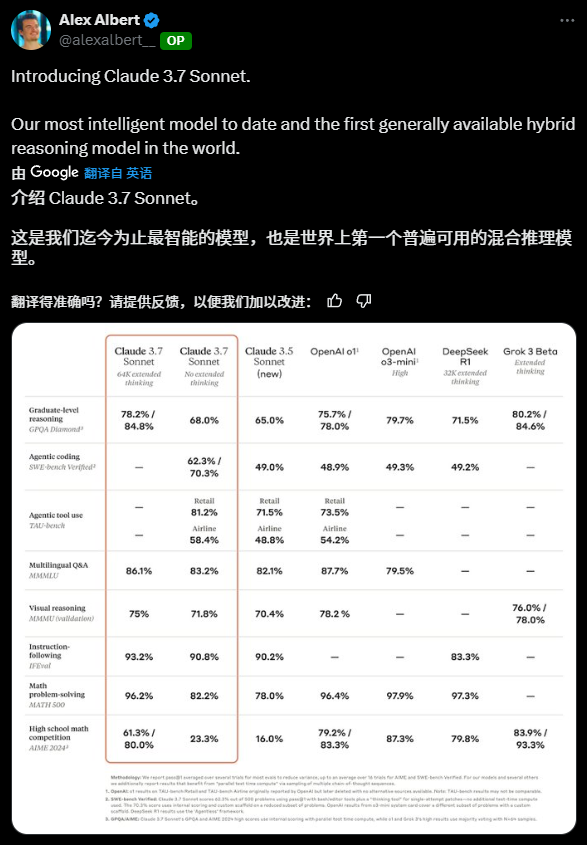 Alex Albert
@alexalbert__ OP
Introducing Claude 3.7 Sonnet.
Our most intelligent model to date and the first generally available hybrid
reasoning model in the world.
由 Google 翻译自 英语
介绍 Claude 3.7 Sonnet。
这是我们迄今为止最智能的模型，也是世界上第一个普遍可用的混合推理模
型。
翻译得准确吗？请提供反馈，以便我们加以改进：
Claude 3.7 Claude 3.7 Claude 3.5 OpenAI o1¹ OpenAI DeepSeek Grok 3 Beta
Sonnet Sonnet Sonnet o3-mini¹ R1 Extended
64K extended No extended (new) High 32K extended thinking
thinking thinking thinking
Graduate-level
reasoning
GPQA Diamond³
78.2% / 84.8% 68.0% 65.0% 75.7% / 78.0% 79.7% 71.5% 80.2% / 84.6%
Agentic coding
SWE-bench Verified²
— 62.3% / 70.3% 49.0% 48.9% 49.3% 49.2% —
Agentic tool use
TAU-bench
Retail Retail Retail
— 81.2% 71.5% 73.5% — — —
Airline Airline Airline
— 58.4% 48.8% 54.2% — — —
Multilingual Q&A
MMMLU
86.1% 83.2% 82.1% 87.7% 79.5% — —
Visual reasoning
MMMU (validation)
75% 71.8% 70.4% 78.2 % — — 76.0% / 78.0%
Instruction-
following
IFEval
93.2% 90.8% 90.2% — — 83.3% —
Math
problem-solving
MATH 500
96.2% 82.2% 78.0% 96.4% 97.9% 97.3% —
High school math
competition
AIME 2024³
61.3% / 80.0% 23.3% 16.0% 79.2% / 83.3% 87.3% 79.8% 83.9% / 93.3%